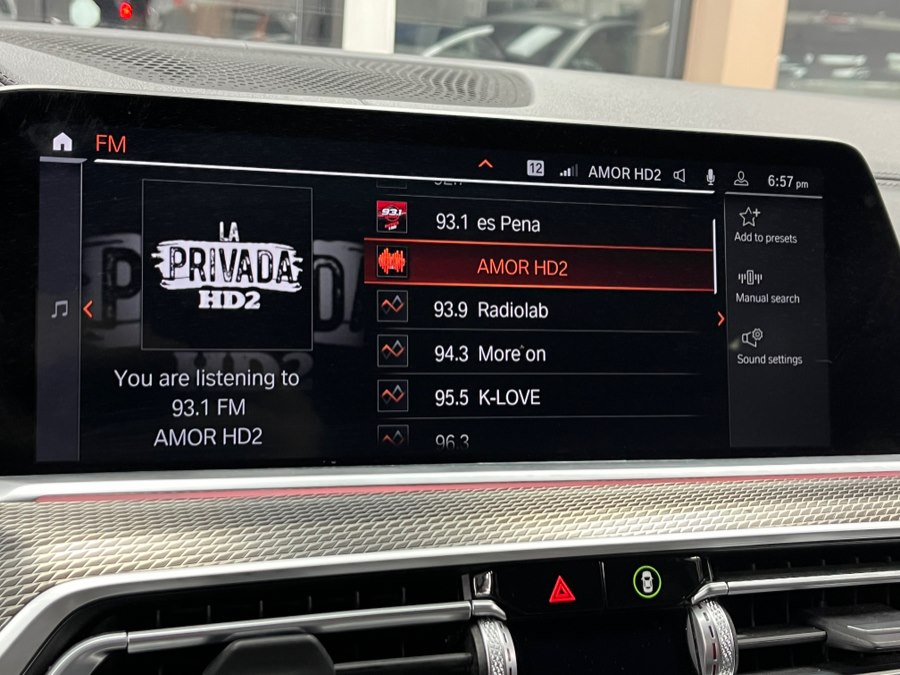 FM
12
AMOR HD2
6:57 pm
LA
PRIVADA
HD2
You are listening to
93.1 FM
AMOR HD2
93.1
93.1 es Pena
AMOR HD2
93.9 Radiolab
94.3 More on
95.5 K-LOVE
96.3
Add to presets
Manual search
Sound settings